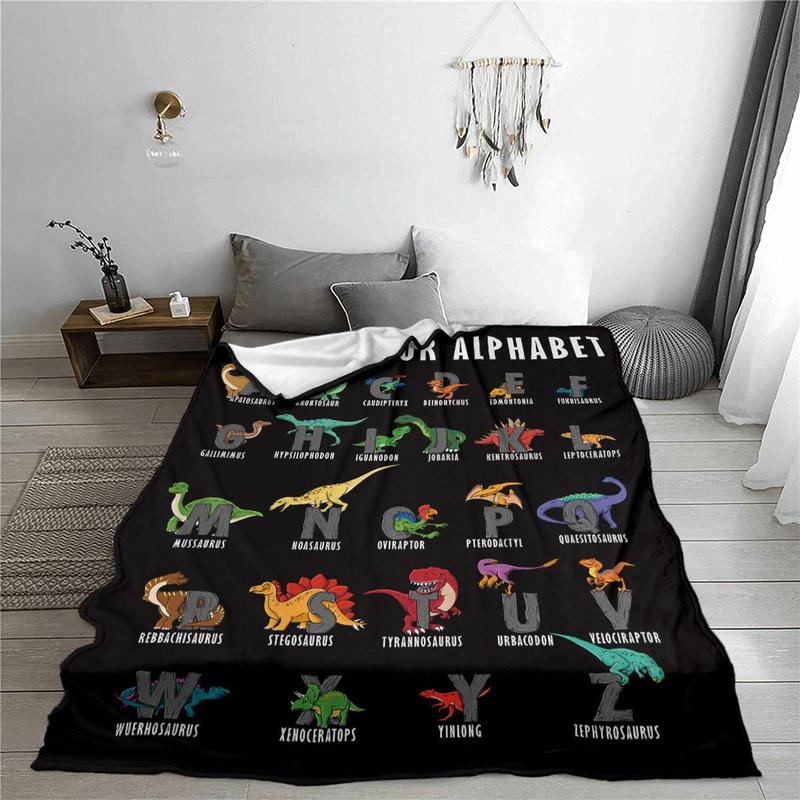 UR ALPHABET
C D E F
APATOSAURUS BRONTOSAUR CAUDIPTERYX DEINONYCHUS EDMONTONIA FUKUISAURUS
G H I J K L
GALLIMIMUS HYPSILOPHODON IGUANODON JOBARIA KENTROSAURUS LEPTOCERATOPS
M N O P Q
MUSSAURUS NOASAURUS OVIRAPTOR PTERODACTYL QUAESITOSAURUS
R S T U V
REBBACHISAURUS STEGOSAURUS TYRANNOSAURUS URBACODON VELOCIRAPTOR
W X Y Z
WUERHOSAURUS XENOCERATOPS YINLONG ZEPHYROSAURUS